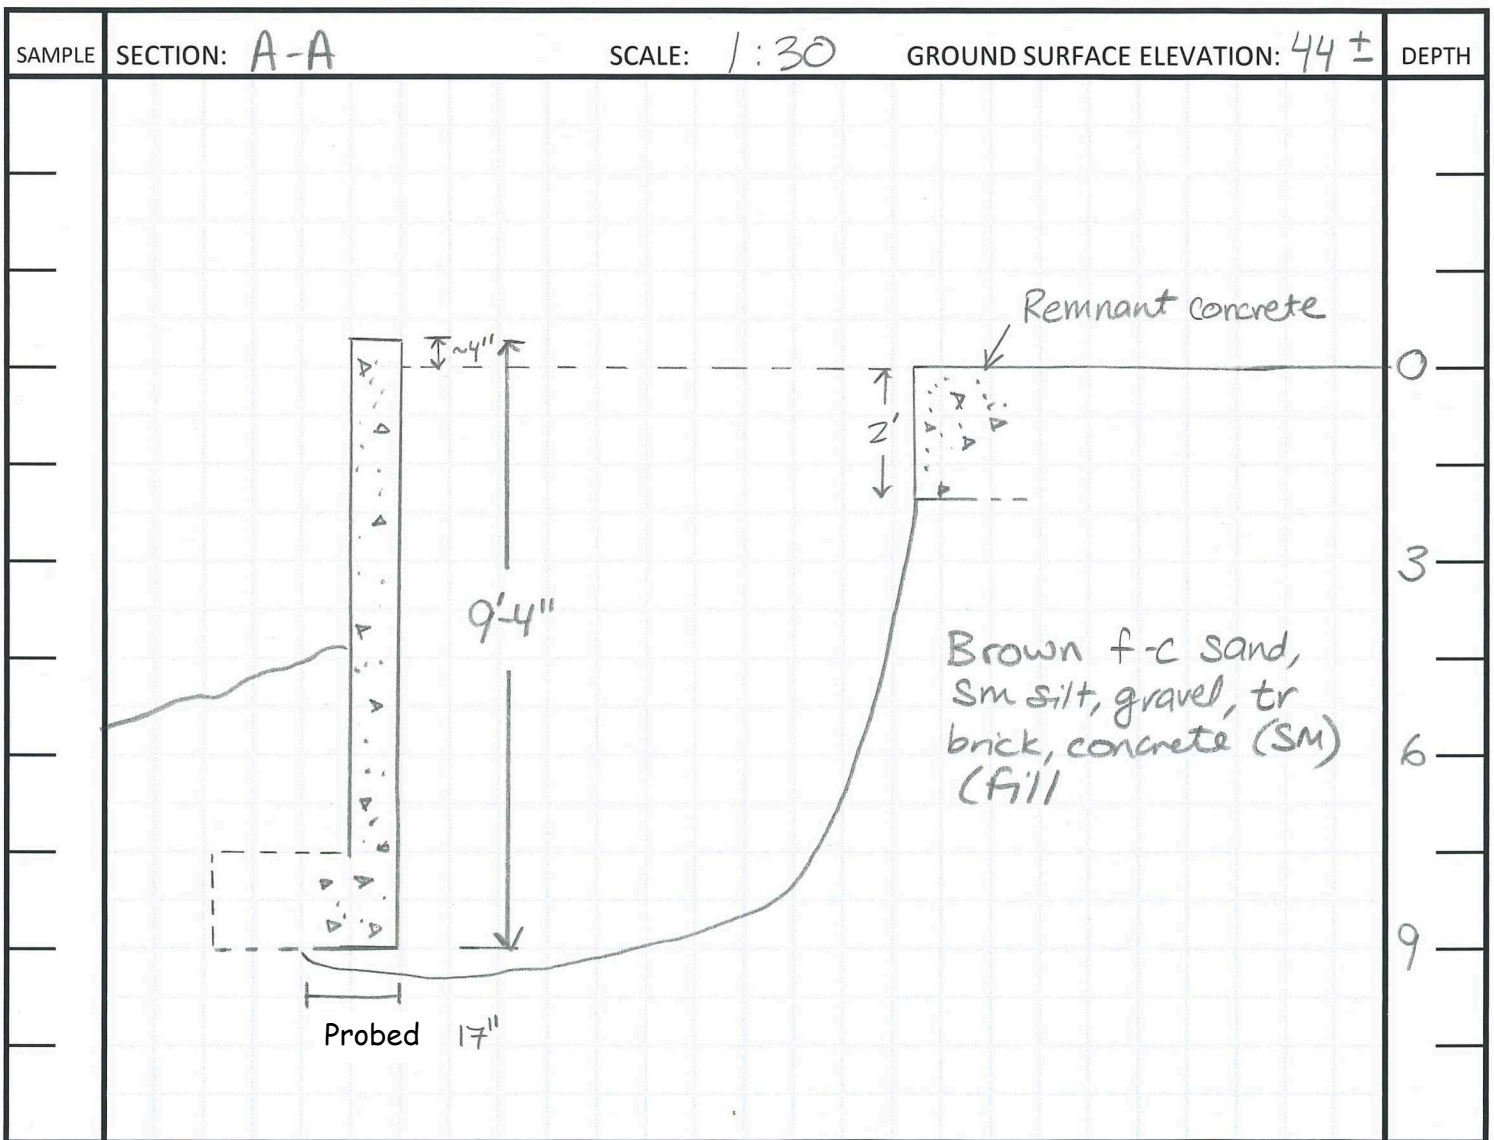 SAMPLE
SECTION: A-A
SCALE: 1:30
GROUND SURFACE ELEVATION: 44 ±
DEPTH
Remnant concrete
~4"
0
2'
3
9'-4"
Brown f-c sand,
sm silt, gravel, tr
brick, concrete (SM)
(fill
6
9
Probed 17"